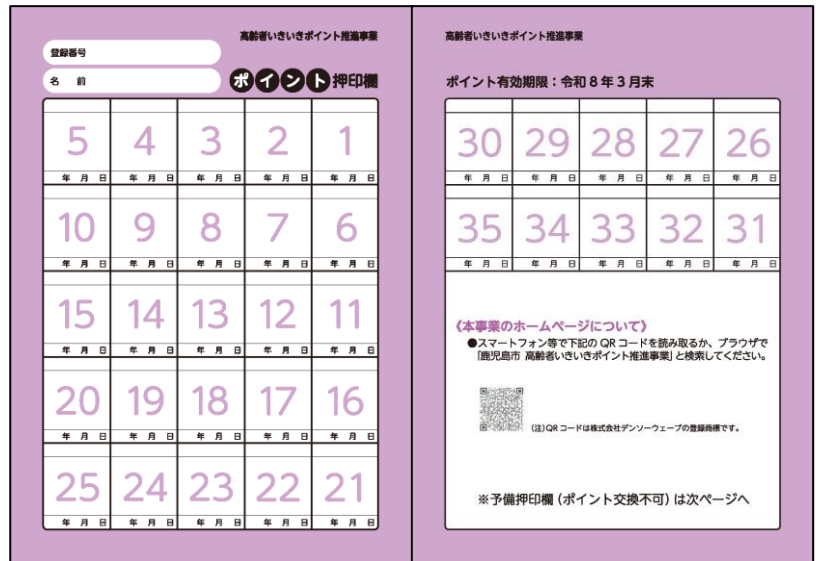 高齢者いきいきポイント推進事業
登録番号
名 前
ポイント押印欄
5 4 3 2 1
年 月 日 年 月 日 年 月 日 年 月 日 年 月 日
10 9 8 7 6
年 月 日 年 月 日 年 月 日 年 月 日 年 月 日
15 14 13 12 11
年 月 日 年 月 日 年 月 日 年 月 日 年 月 日
20 19 18 17 16
年 月 日 年 月 日 年 月 日 年 月 日 年 月 日
25 24 23 22 21
年 月 日 年 月 日 年 月 日 年 月 日 年 月 日
高齢者いきいきポイント推進事業
ポイント有効期限：令和8年3月末
30 29 28 27 26
年 月 日 年 月 日 年 月 日 年 月 日 年 月 日
35 34 33 32 31
年 月 日 年 月 日 年 月 日 年 月 日 年 月 日
《本事業のホームページについて》
●スマートフォン等で下記の QR コードを読み取るか、ブラウザで
「鹿児島市 高齢者いきいきポイント推進事業」と検索してください。
(注)QR コードは株式会社デンソーウェーブの登録商標です。
※予備押印欄（ポイント交換不可）は次ページへ